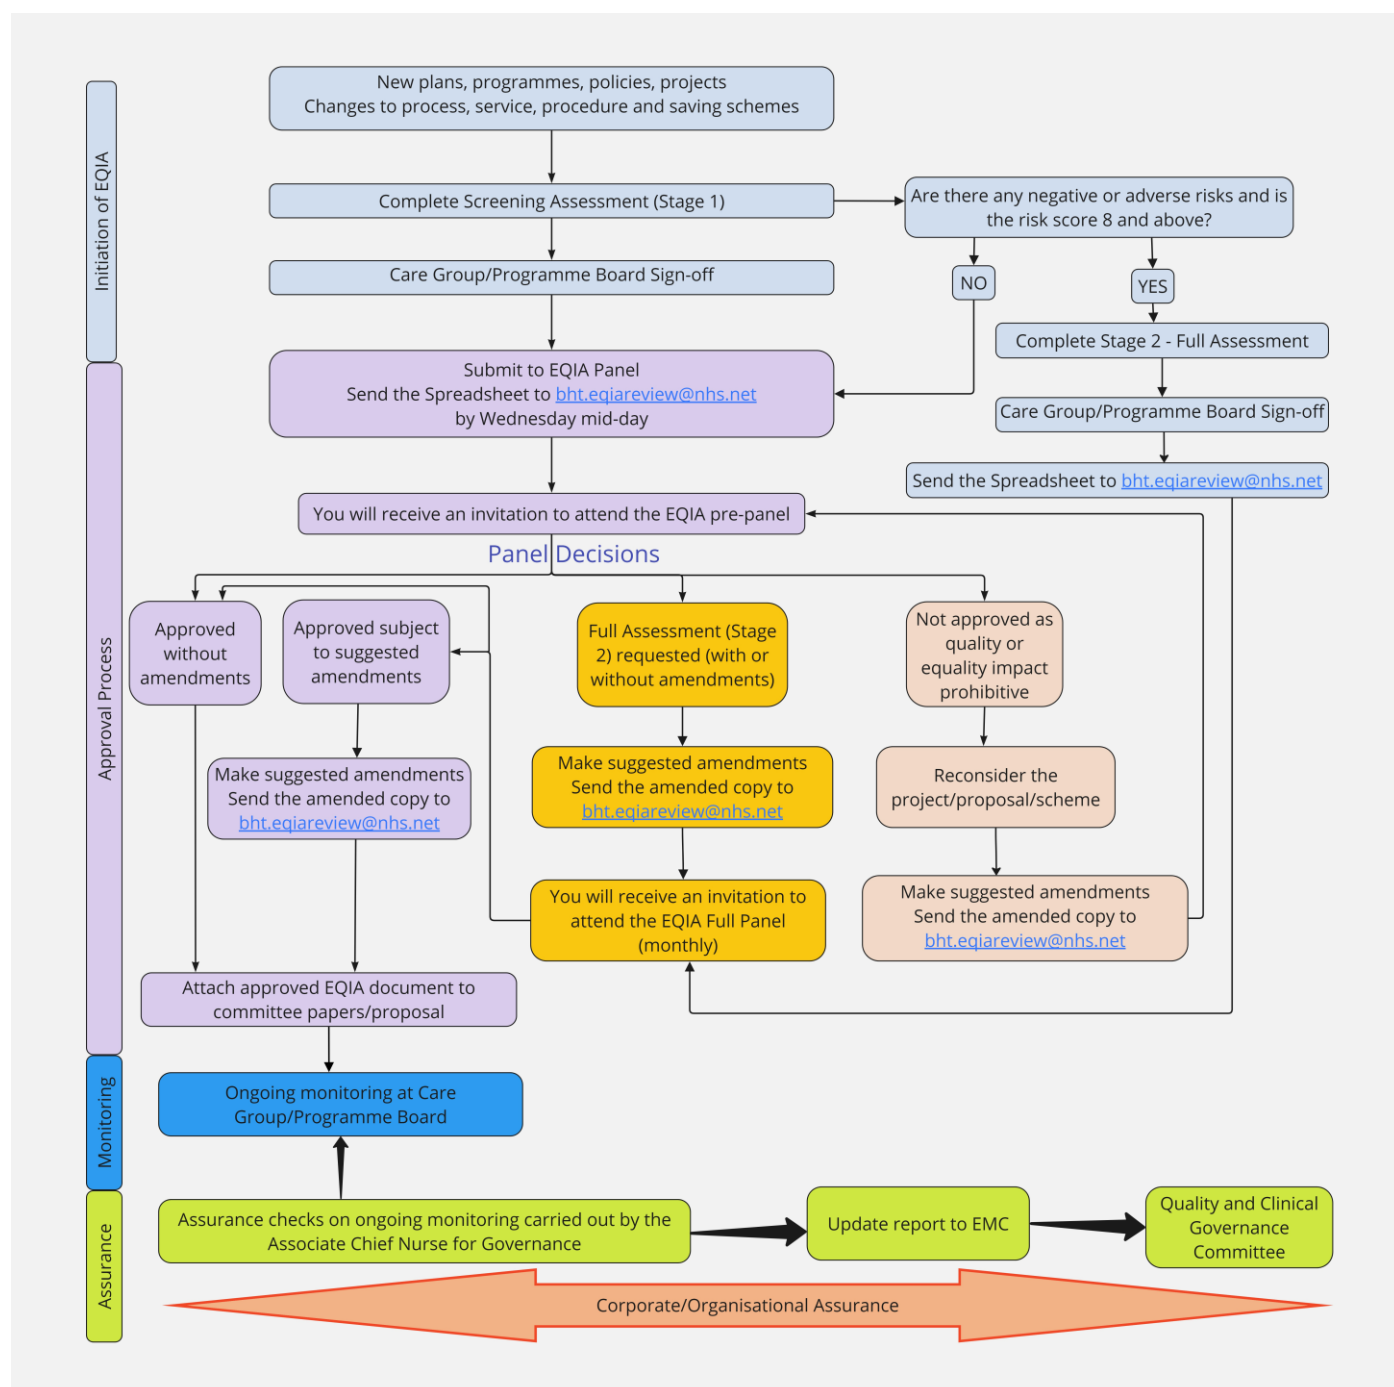 New plans, programmes, policies, projects
Changes to process, service, procedure and saving schemes
Initiation of EQIA
Complete Screening Assessment (Stage 1)
Are there any negative or adverse risks and is
the risk score 8 and above?
Care Group/Programme Board Sign-off
NO
YES
Complete Stage 2 - Full Assessment
Submit to EQIA Panel
Send the Spreadsheet to bht.eqiareview@nhs.net
by Wednesday mid-day
Care Group/Programme Board Sign-off
Send the Spreadsheet to bht.eqiareview@nhs.net
You will receive an invitation to attend the EQIA pre-panel
Panel Decisions
Approval Process
Approved
without
amendments
Approved subject
to suggested
amendments
Full Assessment (Stage
2) requested (with or
without amendments)
Not approved as
quality or
equality impact
prohibitive
Make suggested amendments
Send the amended copy to
bht.eqiareview@nhs.net
Make suggested amendments
Send the amended copy to
bht.eqiareview@nhs.net
Reconsider the
project/proposal/scheme
You will receive an invitation to
attend the EQIA Full Panel
(monthly)
Make suggested amendments
Send the amended copy to
bht.eqiareview@nhs.net
Attach approved EQIA document to
committee papers/proposal
Monitoring
Ongoing monitoring at Care
Group/Programme Board
Assurance
Assurance checks on ongoing monitoring carried out by the
Associate Chief Nurse for Governance
Update report to EMC
Quality and Clinical
Governance
Committee
Corporate/Organisational Assurance